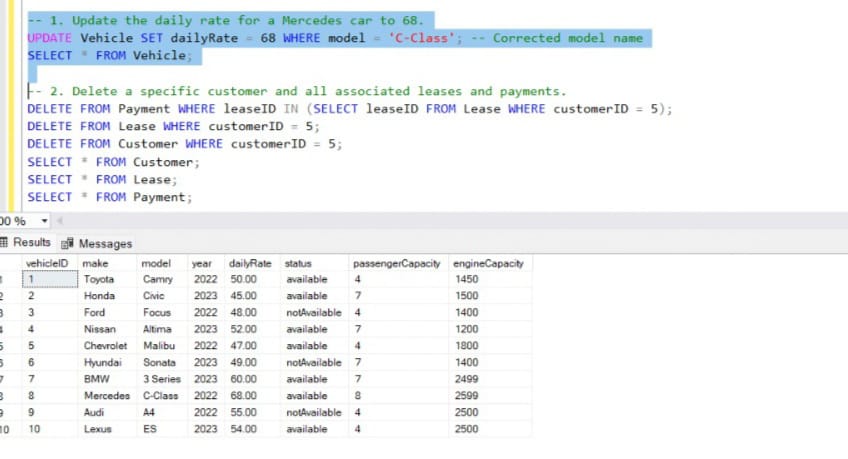 -- 1. Update the daily rate for a Mercedes car to 68.
UPDATE Vehicle SET dailyRate = 68 WHERE model = 'C-Class'; -- Corrected model name
SELECT * FROM Vehicle;
-- 2. Delete a specific customer and all associated leases and payments.
DELETE FROM Payment WHERE leaseID IN (SELECT leaseID FROM Lease WHERE customerID = 5);
DELETE FROM Lease WHERE customerID = 5;
DELETE FROM Customer WHERE customerID = 5;
SELECT * FROM Customer;
SELECT * FROM Lease;
SELECT * FROM Payment;
00 %
Results Messages
vehicleID make model year dailyRate status passengerCapacity engineCapacity
1 1 Toyota Camry 2022 50.00 available 4 1450
2 2 Honda Civic 2023 45.00 available 7 1500
3 3 Ford Focus 2022 48.00 notAvailable 4 1400
4 4 Nissan Altima 2023 52.00 available 7 1200
5 5 Chevrolet Malibu 2022 47.00 available 4 1800
6 6 Hyundai Sonata 2023 49.00 notAvailable 7 1400
7 7 BMW 3 Series 2023 60.00 available 7 2499
8 8 Mercedes C-Class 2022 68.00 available 8 2599
9 9 Audi A4 2022 55.00 notAvailable 4 2500
10 10 Lexus ES 2023 54.00 available 4 2500